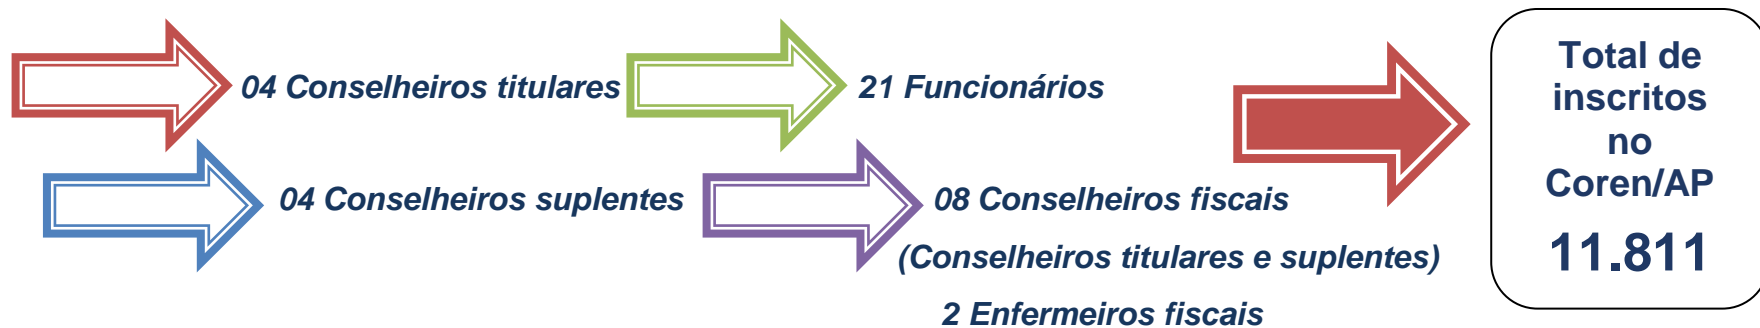 04 Conselheiros titulares
21 Funcionários
04 Conselheiros suplentes
08 Conselheiros fiscais
(Conselheiros titulares e suplentes)
2 Enfermeiros fiscais
Total de
inscritos
no
Coren/AP
11.811